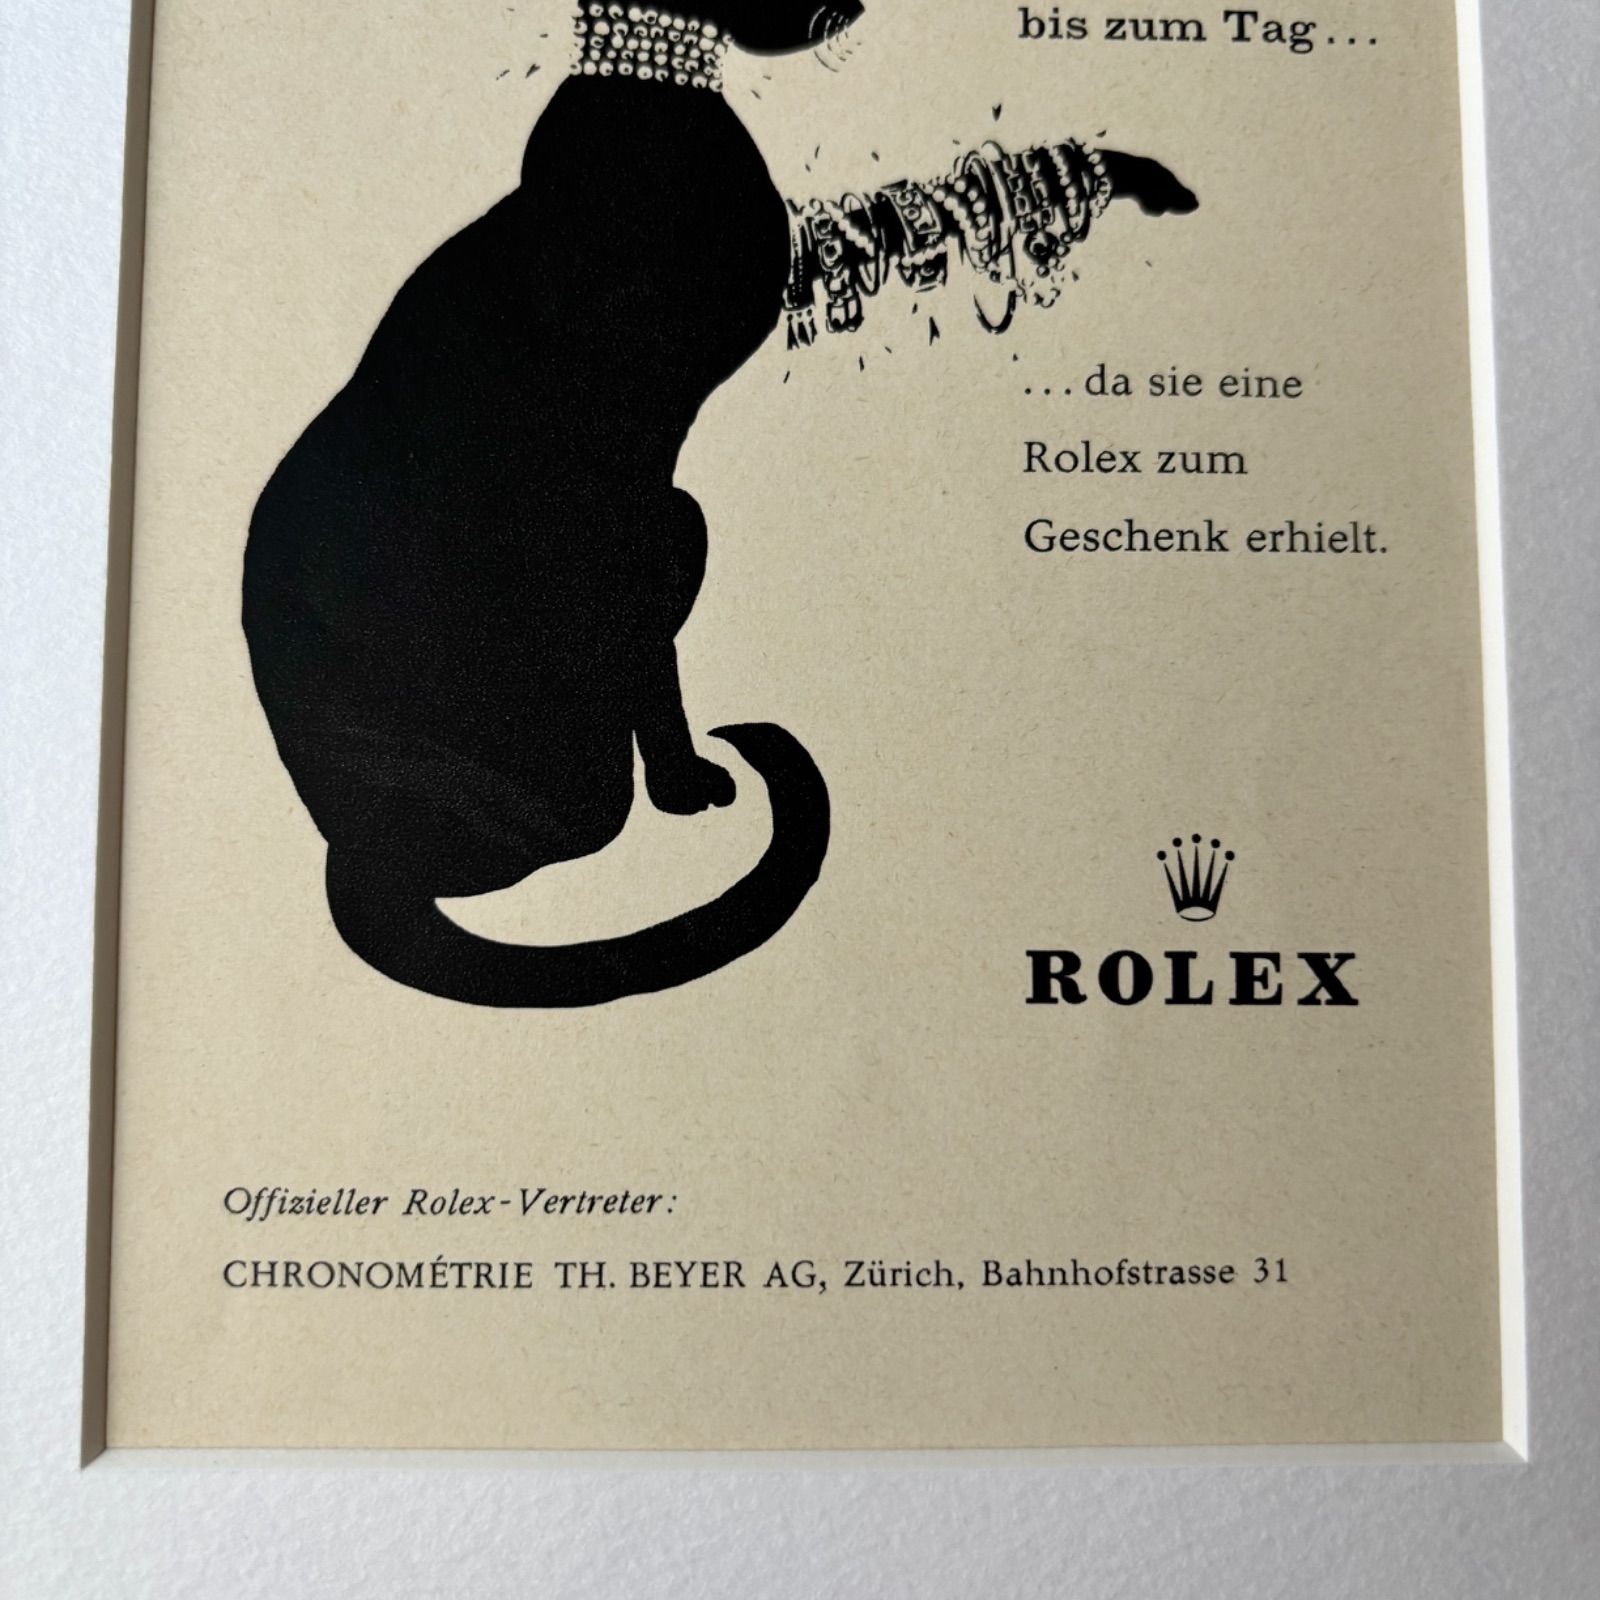 bis zum Tag...
...da sie eine
Rolex zum
Geschenk erhielt.
ROLEX
Offizieller Rolex-Vertreter:
CHRONOMÉTRIE TH. BEYER AG, Zürich, Bahnhofstrasse 31